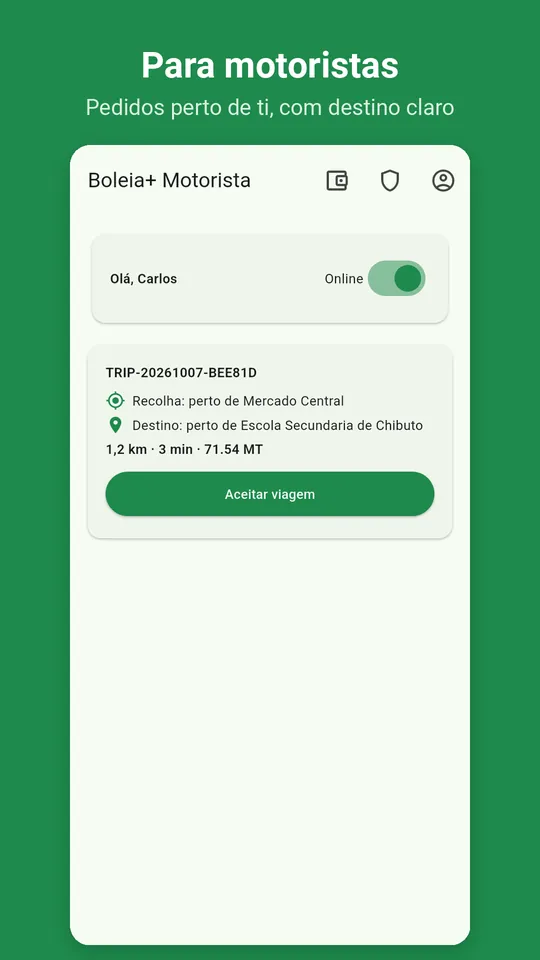 Para motoristas
Pedidos perto de ti, com destino claro
Boleia+ Motorista
Olá, Carlos
Online
TRIP-20261007-BEE81D
Recolha: perto de Mercado Central
Destino: perto de Escola Secundaria de Chibuto
1,2 km · 3 min · 71.54 MT
Aceitar viagem